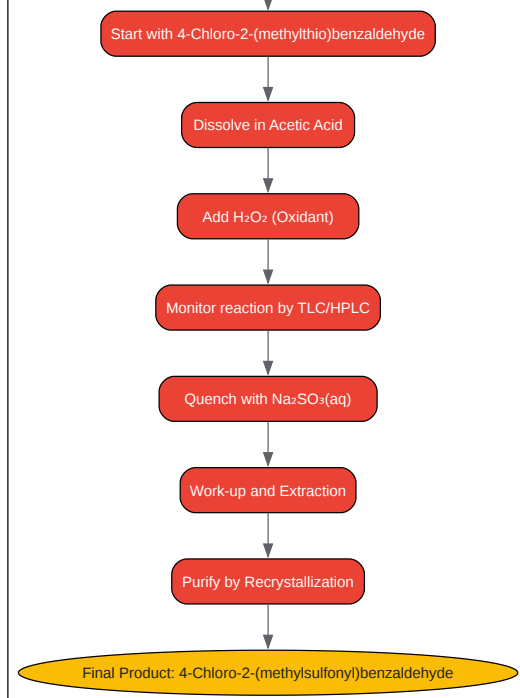 Start with 4-Chloro-2-(methylthio)benzaldehyde
Dissolve in Acetic Acid
Add H₂O₂ (Oxidant)
Monitor reaction by TLC/HPLC
Quench with Na₂SO₃(aq)
Work-up and Extraction
Purify by Recrystallization
Final Product: 4-Chloro-2-(methylsulfonyl)benzaldehyde